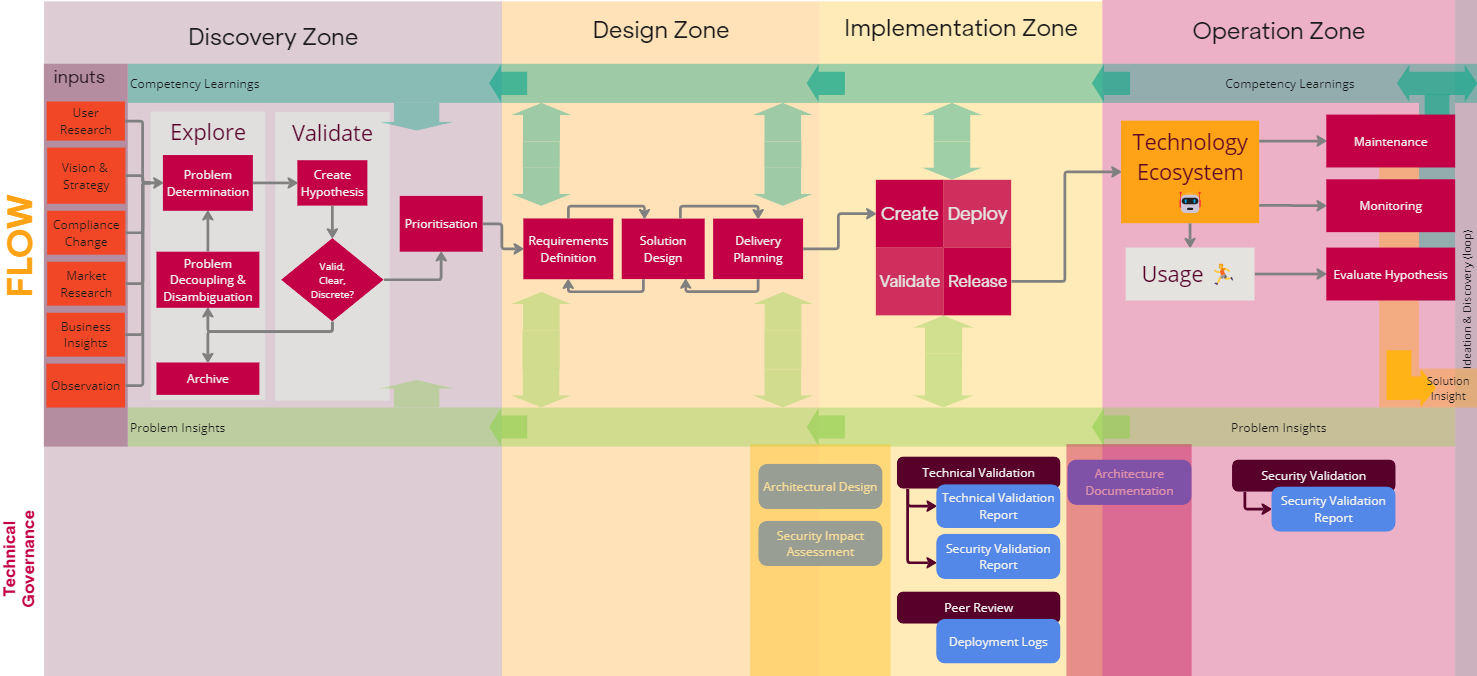 Discovery Zone
Design Zone
Implementation Zone
Operation Zone
inputs
Competency Learnings
Competency Learnings
FLOW
User
Research
Vision &
Strategy
Compliance
Change
Market
Research
Business
Insights
Observation
Explore
Problem
Determination
Problem
Decoupling &
Disambiguation
Archive
Validate
Create
Hypothesis
Valid,
Clear,
Discrete?
Prioritisation
Requirements
Definition
Solution
Design
Delivery
Planning
Create
Deploy
Validate
Release
Technology
Ecosystem
Usage
Maintenance
Monitoring
Evaluate Hypothesis
Ideation & Discovery (loop)
Solution
Insight
Problem Insights
Problem Insights
Technical
Governance
Architectural Design
Security Impact
Assessment
Technical Validation
Technical Validation
Report
Security Validation
Report
Peer Review
Deployment Logs
Architecture
Documentation
Security Validation
Security Validation
Report